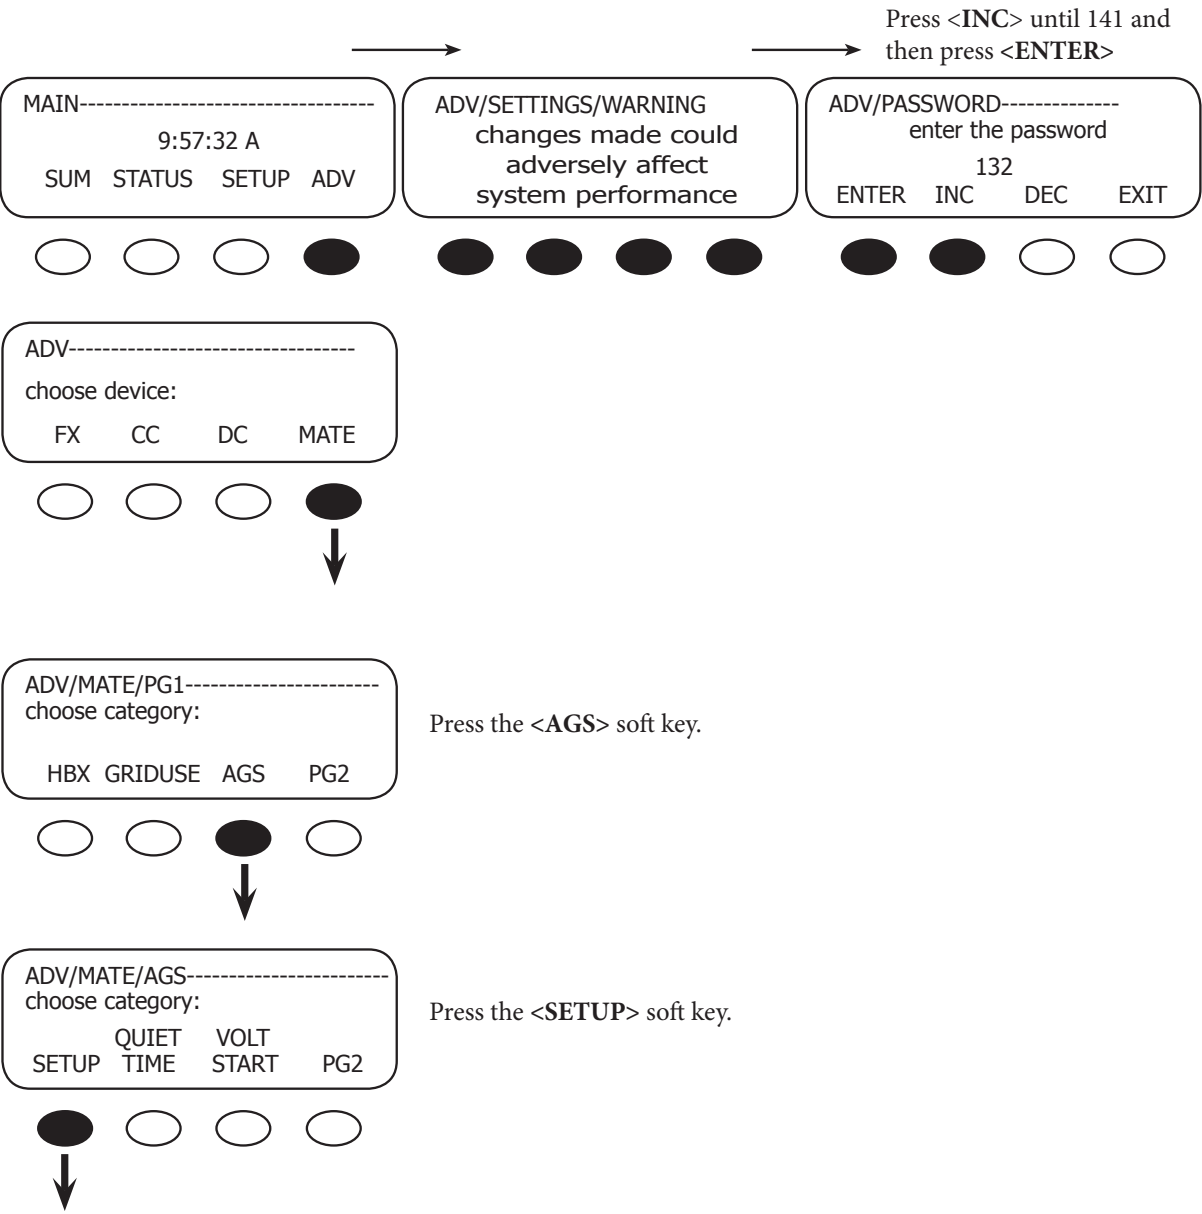 Press <INC> until 141 and
then press <ENTER>
MAIN-----------------------------------
9:57:32 A
SUM STATUS SETUP ADV
ADV/SETTINGS/WARNING
changes made could
adversely affect
system performance
ADV/PASSWORD--------------
enter the password
132
ENTER INC DEC EXIT
ADV----------------------------------
choose device:
FX CC DC MATE
ADV/MATE/PG1-----------------------
choose category:
HBX GRIDUSE AGS PG2
Press the <AGS> soft key.
ADV/MATE/AGS------------------------
choose category:
QUIET VOLT
SETUP TIME START PG2
Press the <SETUP> soft key.